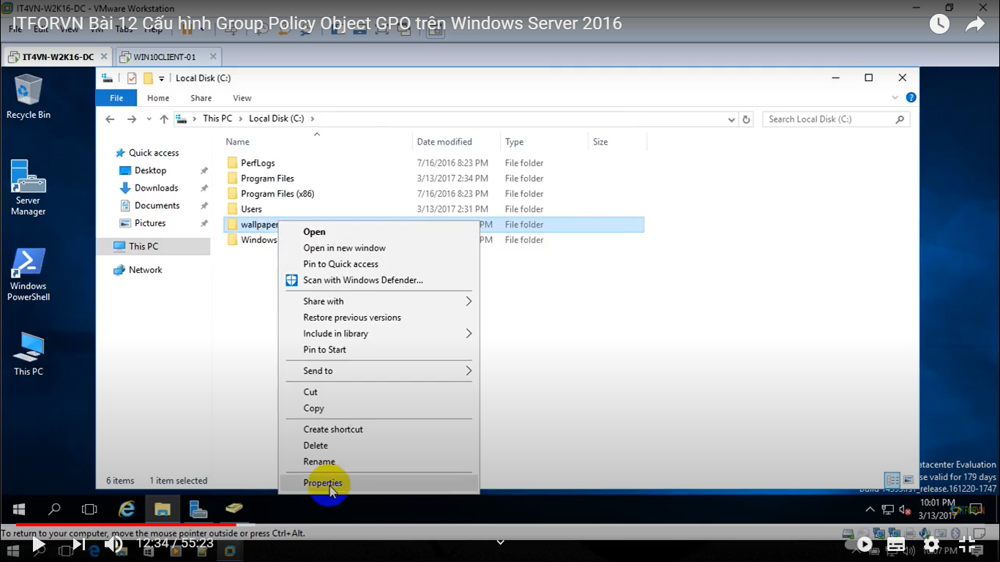 IT4VN-W2K16-DC - VMware Workstation
ITFORVN Bài 12 Cấu hình Group Policy Object GPO trên Windows Server 2016
File Edit View VM Tabs Help
IT4VN-W2K16-DC WIN10CLIENT-01
Recycle Bin
Server
Manager
Windows
PowerShell
This PC
Local Disk (C:)
File Home Share View
This PC Local Disk (C:)
Search Local Disk (C:)
Quick access
Desktop
Downloads
Documents
Pictures
This PC
Network
Name Date modified Type Size
PerfLogs 7/16/2016 8:23 PM File folder
Program Files 3/13/2017 2:34 PM File folder
Program Files (x86) 7/16/2016 8:23 PM File folder
Users 3/13/2017 2:31 PM File folder
wallpaper PM File folder
Windows PM File folder
Open
Open in new window
Pin to Quick access
Scan with Windows Defender...
Share with
Restore previous versions
Include in library
Pin to Start
Send to
Cut
Copy
Create shortcut
Delete
Rename
Properties
6 items 1 item selected
atacenter Evaluation
se valid for 179 days
Build 14393.rs1_release.161220-1747
10:01 PM
3/13/2017
ITFORVN
To return to your computer, move the mouse pointer outside or press Ctrl+Alt.
12:34 / 55:23
10:07 PM